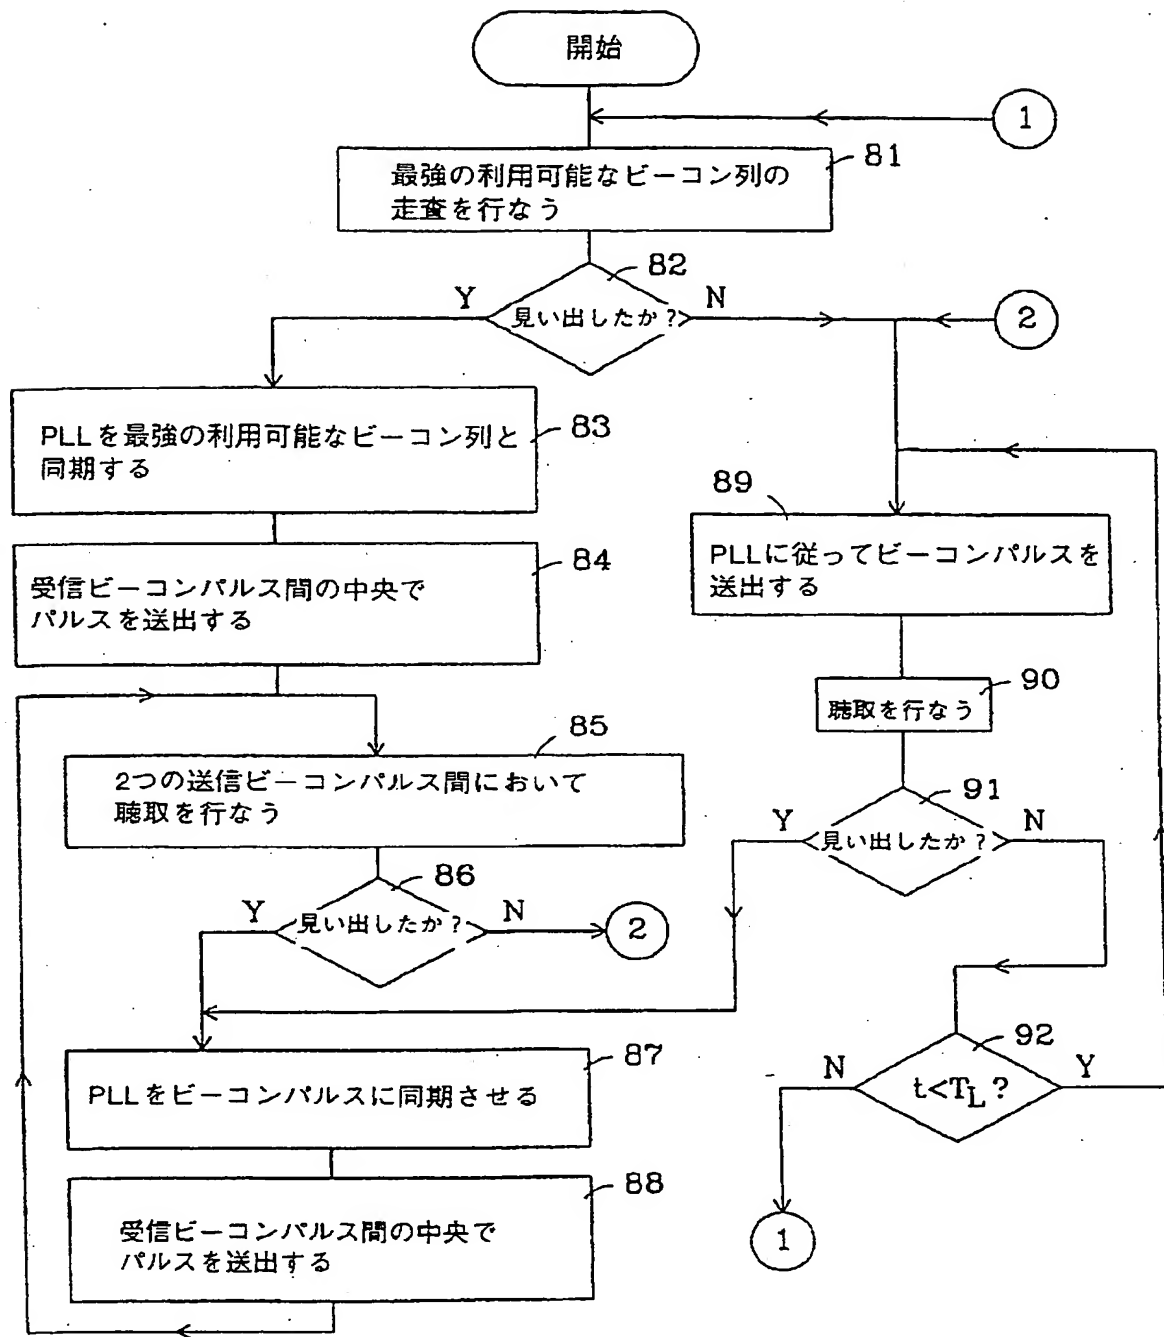 開始
1
81
最強の利用可能なビーコン列の
走査を行なう
82
Y
N
見い出したか?
2
83
PLLを最強の利用可能なビーコン列と
同期する
89
84
PLLに従ってビーコンパルスを
送出する
受信ビーコンパルス間の中央で
パルスを送出する
90
聴取を行なう
85
2つの送信ビーコンパルス間において
聴取を行なう
91
Y
N
見い出したか?
86
Y
N
見い出したか?
2
92
87
N
Y
t<TL?
PLLをビーコンパルスに同期させる
88
受信ビーコンパルス間の中央で
パルスを送出する
1